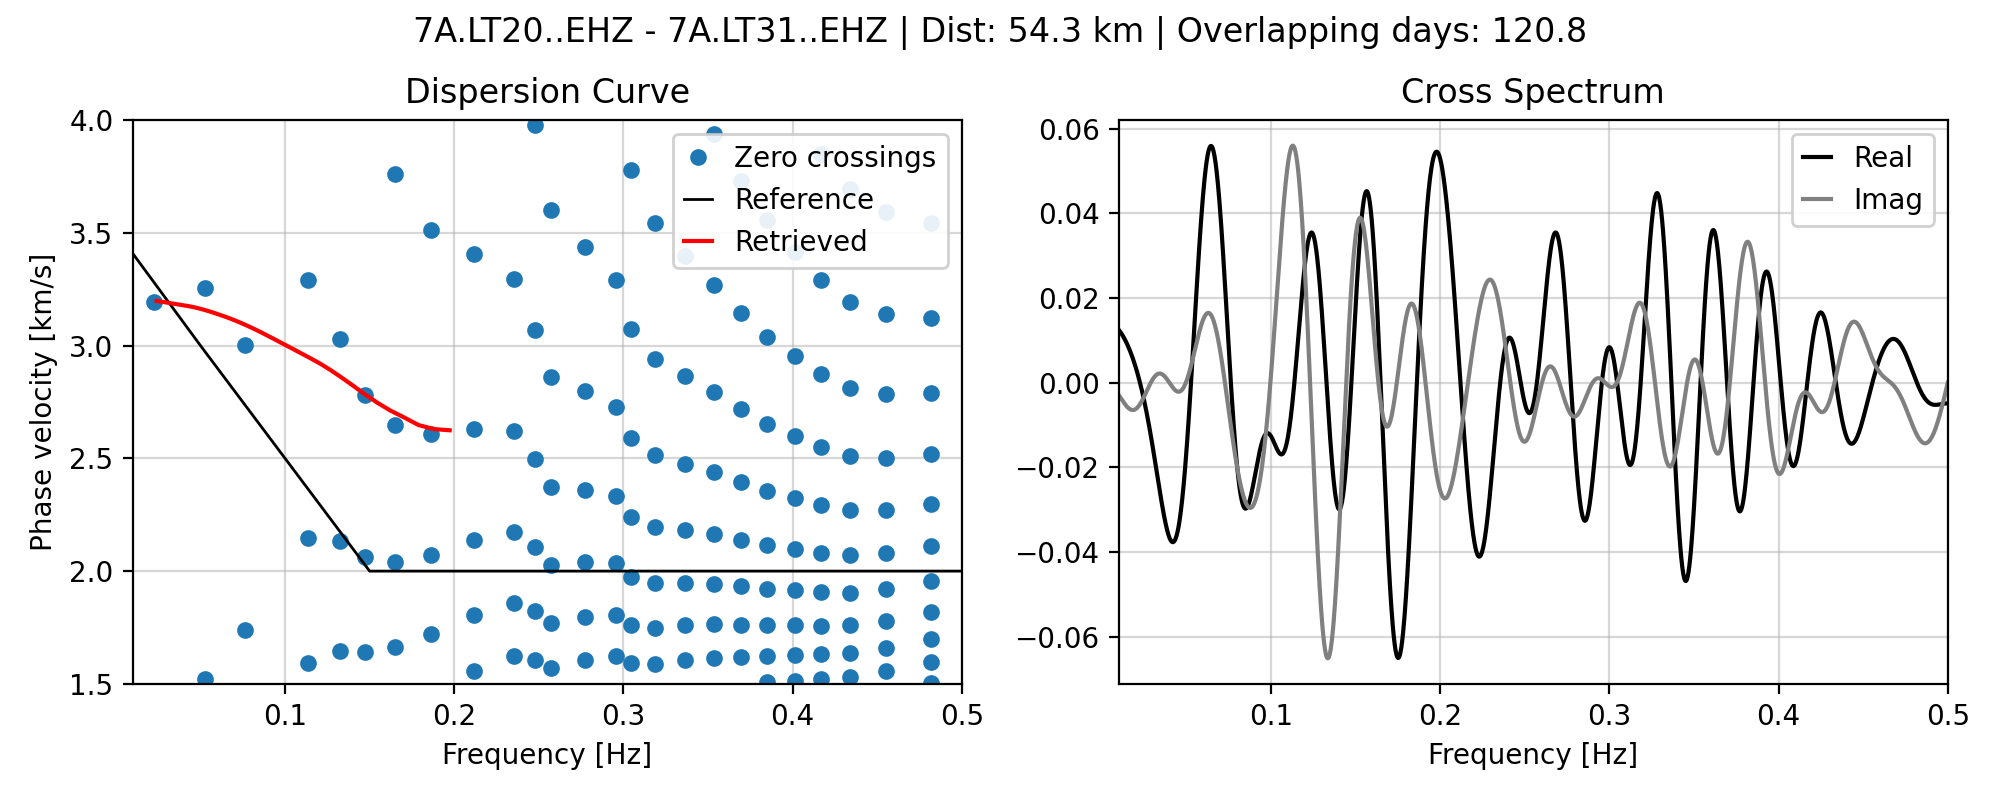 7A.LT20..EHZ - 7A.LT31..EHZ | Dist: 54.3 km | Overlapping days: 120.8
Dispersion Curve
4.0
3.5
3.0
2.5
2.0
1.5
0.1
0.2
0.3
0.4
0.5
Phase velocity [km/s]
Frequency [Hz]
Zero crossings
Reference
Retrieved
Cross Spectrum
0.06
0.04
0.02
0.00
−0.02
−0.04
−0.06
0.1
0.2
0.3
0.4
0.5
Frequency [Hz]
Real
Imag